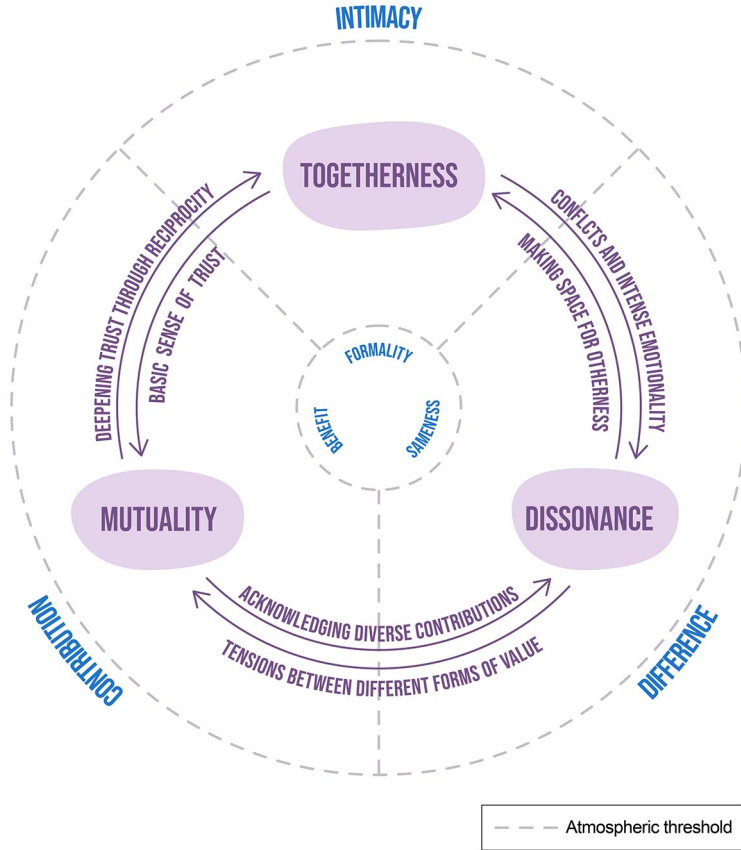 INTIMACY
TOGETHERNESS
DEEPENING TRUST THROUGH RECIPROCITY
BASIC SENSE OF TRUST
CONFLCTS AND INTENSE EMOTIONALITY
MAKING SPACE FOR OTHERNESS
FORMALITY
BENEFIT
SAMENESS
MUTUALITY
DISSONANCE
ACKNOWLEDGING DIVERSE CONTRIBUTIONS
TENSIONS BETWEEN DIFFERENT FORMS OF VALUE
CONTRIBUTION
DIFFERENCE
Atmospheric threshold